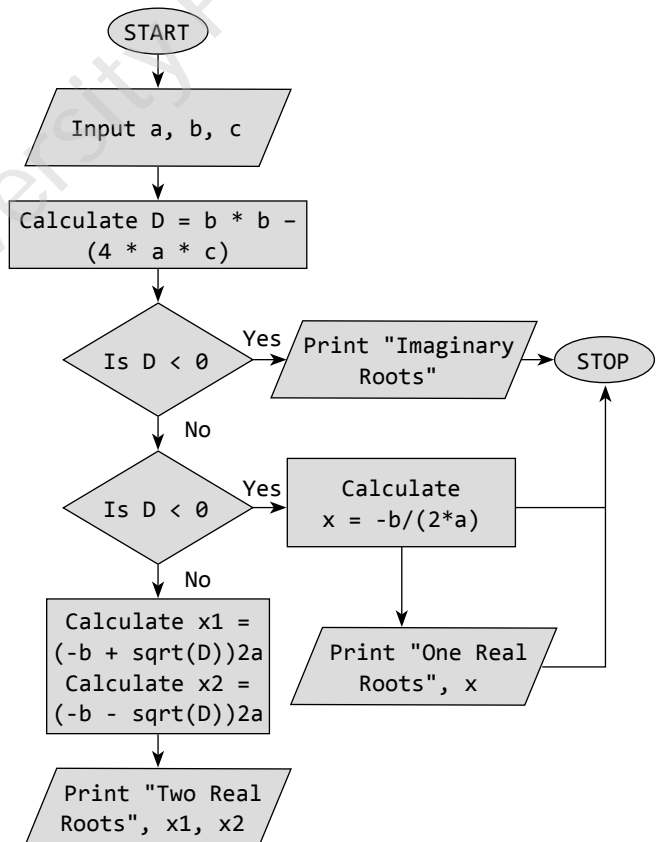 START
Input a, b, c
Calculate D = b * b –
(4 * a * c)
Is D < 0
Yes
Print "Imaginary
Roots"
STOP
No
Is D < 0
Yes
Calculate
x = -b/(2*a)
No
Calculate x1 =
(-b + sqrt(D))2a
Calculate x2 =
(-b - sqrt(D))2a
Print "One Real
Roots", x
Print "Two Real
Roots", x1, x2